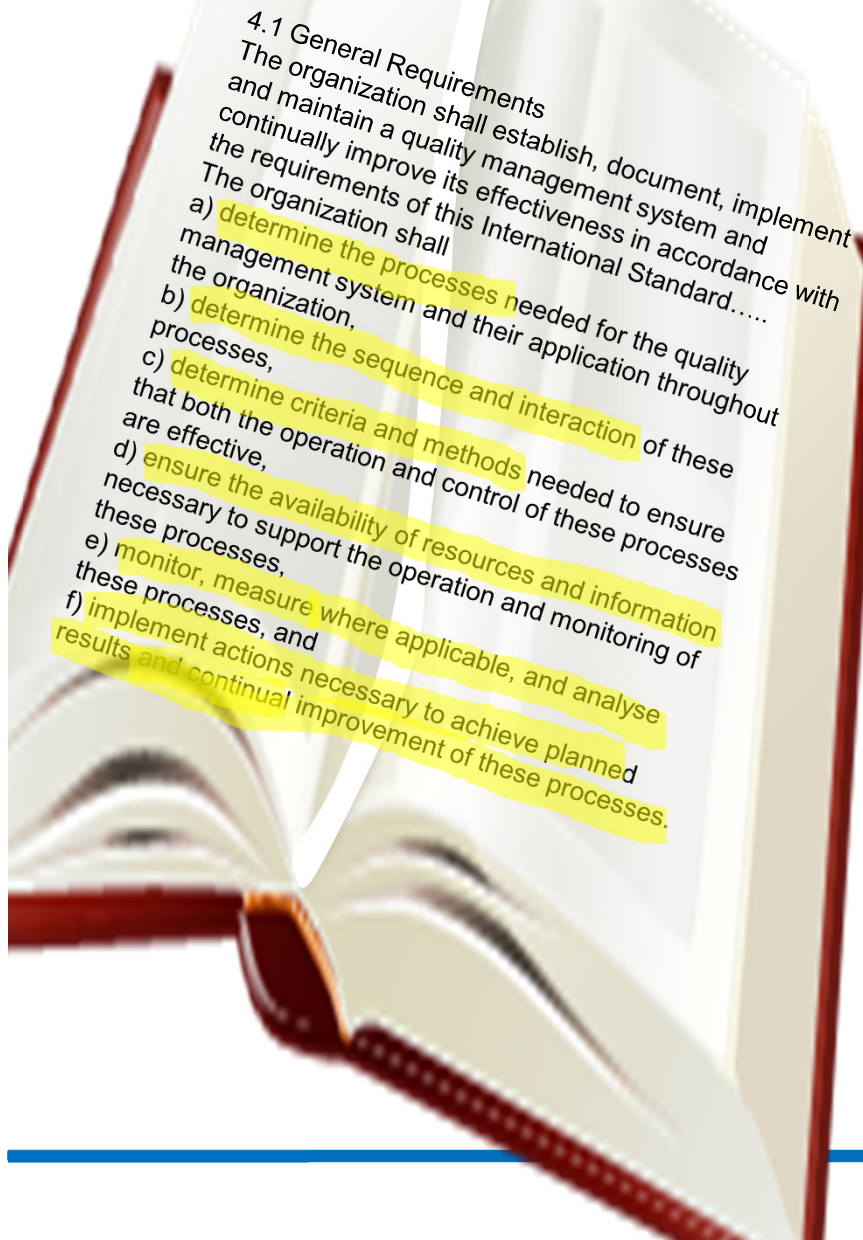 4.1 General Requirements
The organization shall establish, document, implement
and maintain a quality management system and
continually improve its effectiveness in accordance with
the requirements of this International Standard.....
The organization shall
a) determine the processes needed for the quality
management system and their application throughout
the organization,
b) determine the sequence and interaction of these
processes,
c) determine criteria and methods needed to ensure
that both the operation and control of these processes
are effective,
d) ensure the availability of resources and information
necessary to support the operation and monitoring of
these processes,
e) monitor, measure where applicable, and analyse
these processes, and
f) implement actions necessary to achieve planned
results and continual improvement of these processes.